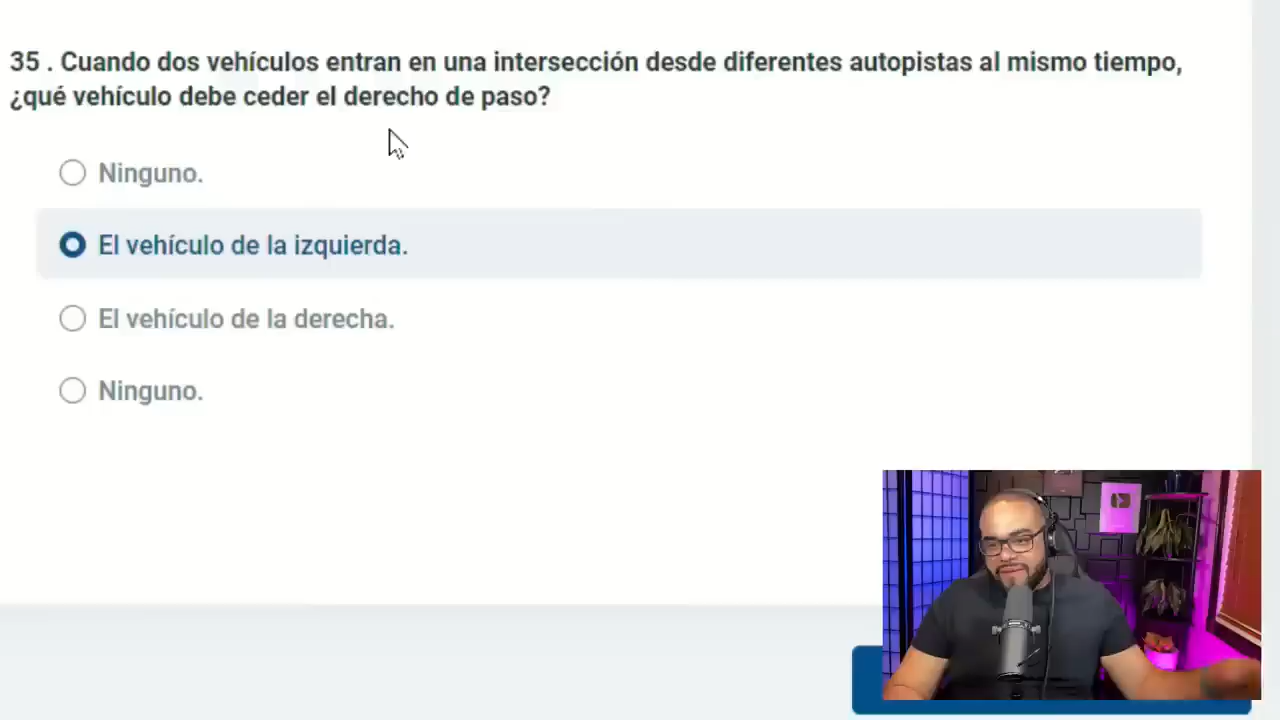 35 . Cuando dos vehículos entran en una intersección desde diferentes autopistas al mismo tiempo,
¿qué vehículo debe ceder el derecho de paso?
Ninguno.
El vehículo de la izquierda.
El vehículo de la derecha.
Ninguno.